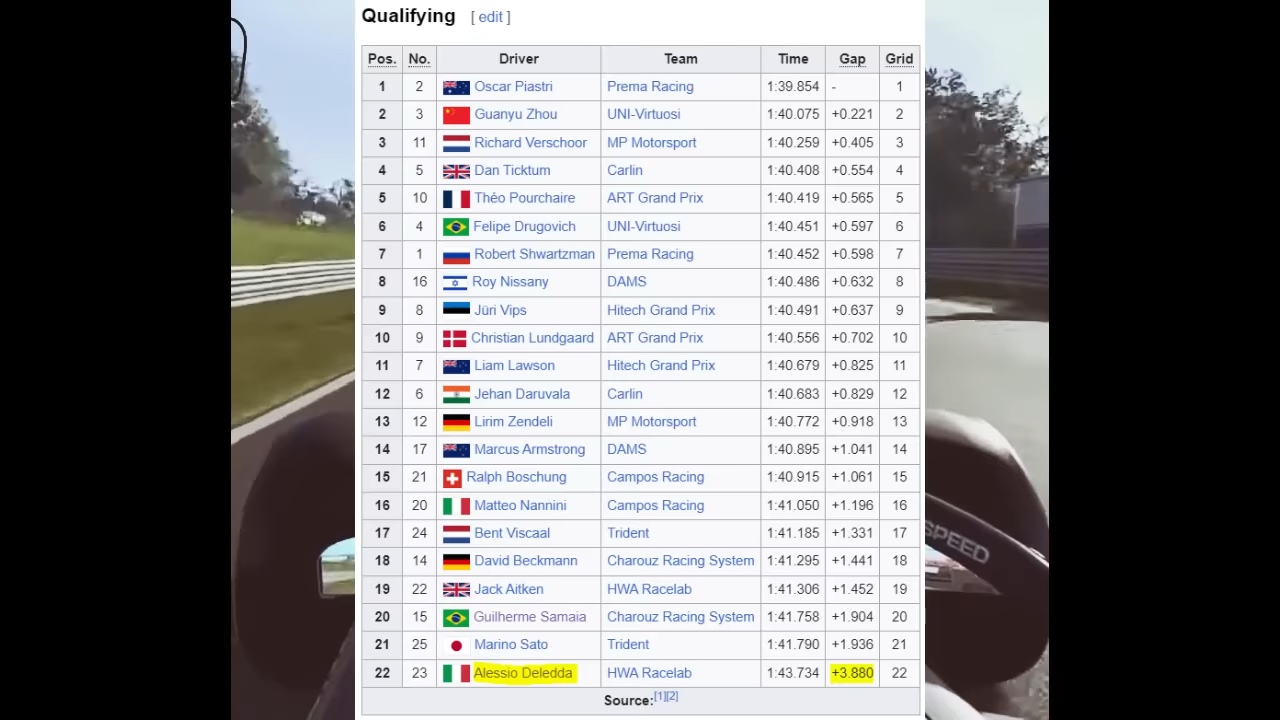 Qualifying [ edit ]
Pos. No. Driver Team Time Gap Grid
1 2 Oscar Piastri Prema Racing 1:39.854 - 1
2 3 Guanyu Zhou UNI-Virtuosi 1:40.075 +0.221 2
3 11 Richard Verschoor MP Motorsport 1:40.259 +0.405 3
4 5 Dan Ticktum Carlin 1:40.408 +0.554 4
5 10 Théo Pourchaire ART Grand Prix 1:40.419 +0.565 5
6 4 Felipe Drugovich UNI-Virtuosi 1:40.451 +0.597 6
7 1 Robert Shwartzman Prema Racing 1:40.452 +0.598 7
8 16 Roy Nissany DAMS 1:40.486 +0.632 8
9 8 Jüri Vips Hitech Grand Prix 1:40.491 +0.637 9
10 9 Christian Lundgaard ART Grand Prix 1:40.556 +0.702 10
11 7 Liam Lawson Hitech Grand Prix 1:40.679 +0.825 11
12 6 Jehan Daruvala Carlin 1:40.683 +0.829 12
13 12 Lirim Zendeli MP Motorsport 1:40.772 +0.918 13
14 17 Marcus Armstrong DAMS 1:40.895 +1.041 14
15 21 Ralph Boschung Campos Racing 1:40.915 +1.061 15
16 20 Matteo Nannini Campos Racing 1:41.050 +1.196 16
17 24 Bent Viscaal Trident 1:41.185 +1.331 17
18 14 David Beckmann Charouz Racing System 1:41.295 +1.441 18
19 22 Jack Aitken HWA Racelab 1:41.306 +1.452 19
20 15 Guilherme Samaia Charouz Racing System 1:41.758 +1.904 20
21 25 Marino Sato Trident 1:41.790 +1.936 21
22 23 Alessio Deledda HWA Racelab 1:43.734 +3.880 22
Source:[1][2]
SPEED